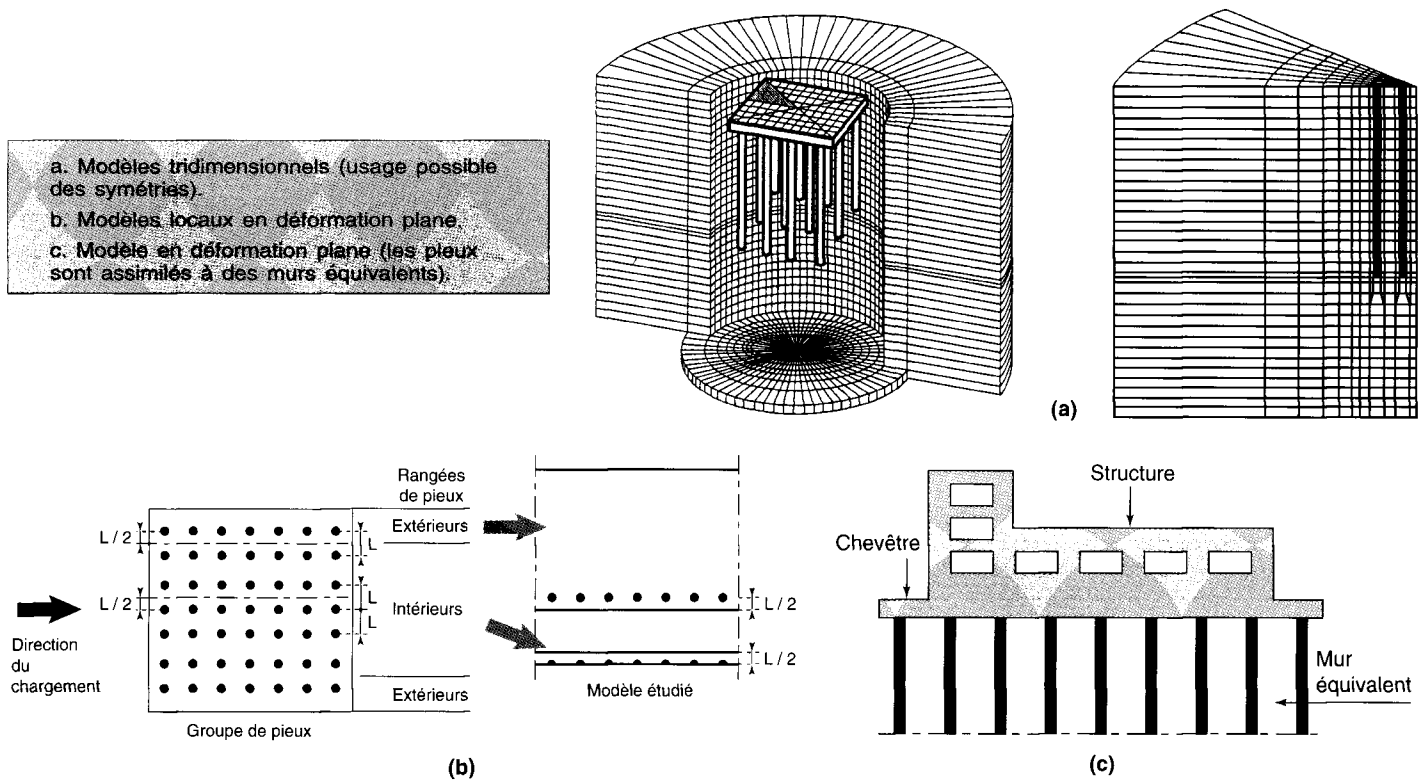 a. Modèles tridimensionnels (usage possible
des symétries).
b. Modèles locaux en déformation plane.
c. Modèle en déformation plane (les pieux
sont assimilés à des murs équivalents).
(a)
Rangées
de pieux
Extérieurs
Intérieurs
Extérieurs
L / 2
L
L / 2
L
L
Direction
du
chargement
Groupe de pieux
L / 2
L / 2
Modèle étudié
(b)
Structure
Chevêtre
Mur
équivalent
(c)